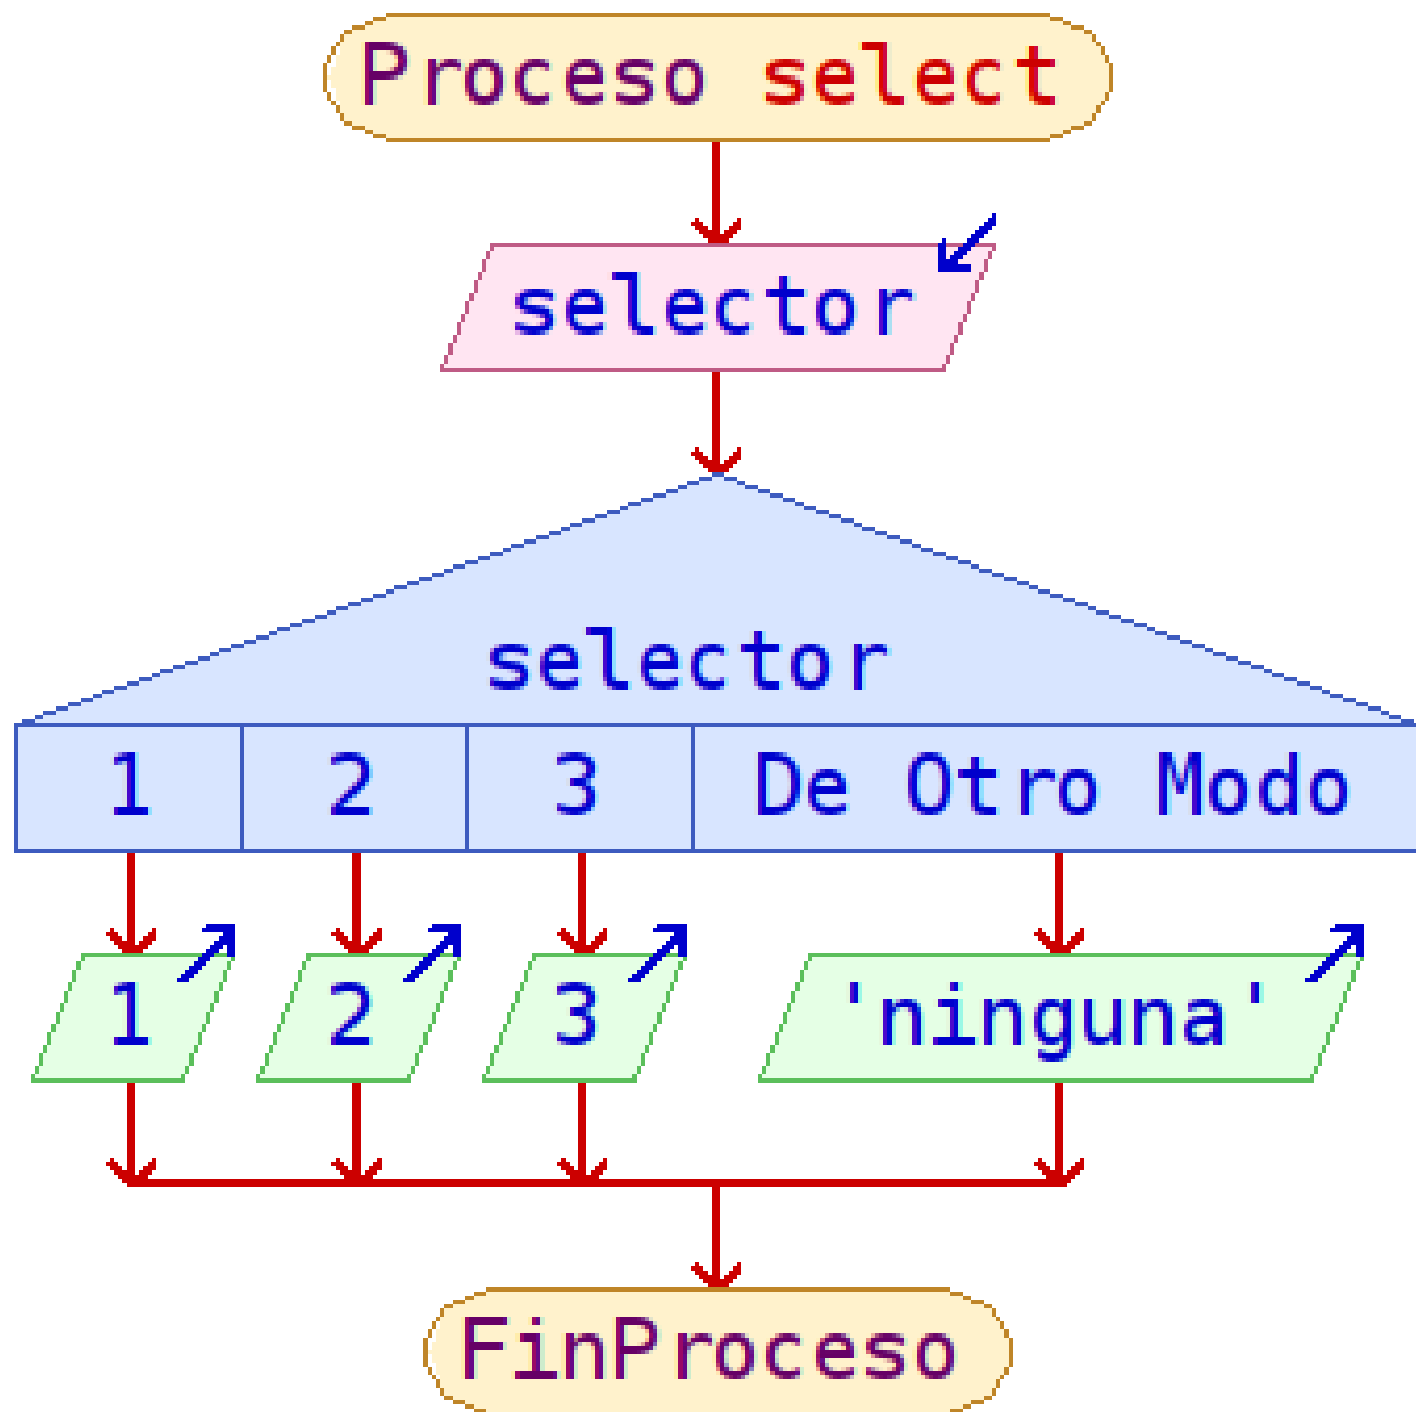 Proceso select
selector
selector
1 2 3 De Otro Modo
1 2 3 'ninguna'
FinProceso